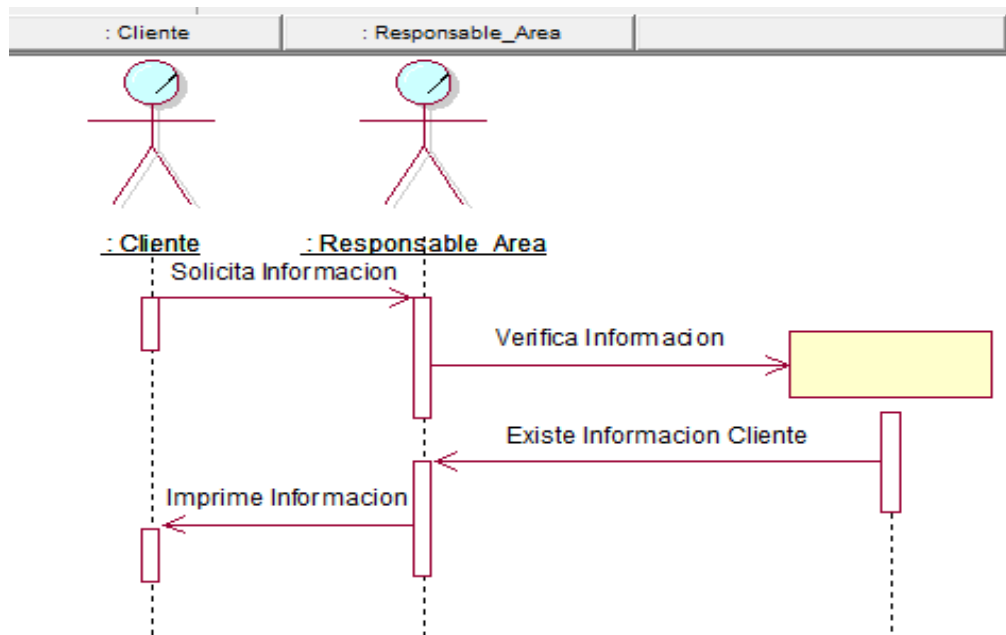 : Cliente
: Responsable_Area
: Cliente
: Responsable_Area
Solicita Informacion
Verifica Informacion
Existe Informacion Cliente
Imprime Informacion